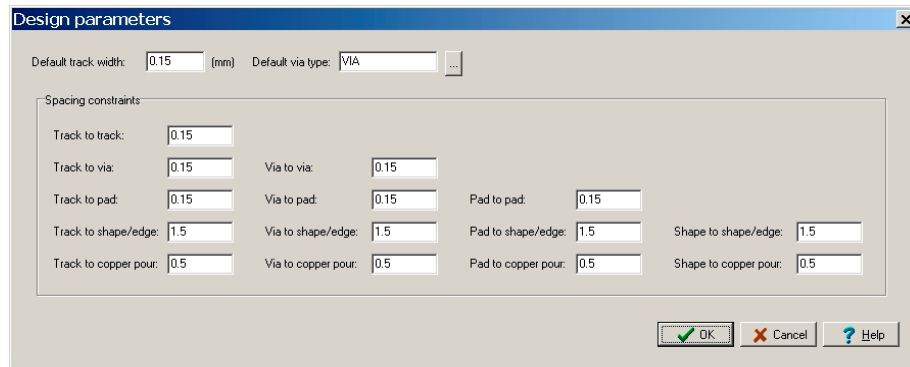 Design parameters
Default track width: 0.15 (mm) Default via type: VIA ...
Spacing constraints
Track to track: 0.15
Track to via: 0.15 Via to via: 0.15
Track to pad: 0.15 Via to pad: 0.15 Pad to pad: 0.15
Track to shape/edge: 1.5 Via to shape/edge: 1.5 Pad to shape/edge: 1.5 Shape to shape/edge: 1.5
Track to copper pour: 0.5 Via to copper pour: 0.5 Pad to copper pour: 0.5 Shape to copper pour: 0.5
OK Cancel Help